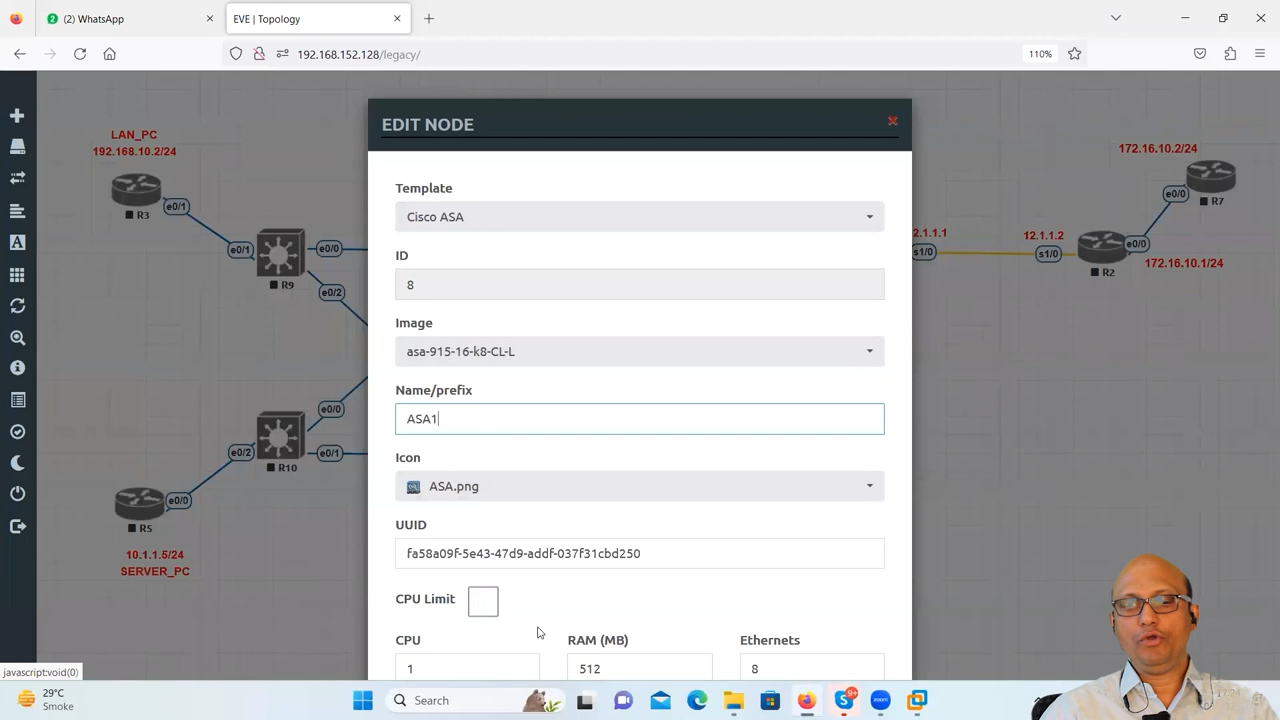 (2) WhatsApp
EVE | Topology
192.168.152.128/legacy/
110%
LAN_PC
192.168.10.2/24
R3
e0/1
e0/1
e0/0
e0/2
R9
e0/0
e0/2
e0/1
R10
e0/0
R5
10.1.1.5/24
SERVER_PC
EDIT NODE
Template
Cisco ASA
ID
8
Image
asa-915-16-k8-CL-L
Name/prefix
ASA1
Icon
ASA.png
UUID
fa58a09f-5e43-47d9-addf-037f31cbd250
CPU Limit
CPU
RAM (MB)
Ethernets
1
512
8
172.16.10.2/24
e0/0
R7
2.1.1.1
12.1.1.2
s1/0
s1/0
e0/0
R2
172.16.10.1/24
javascript:void(0)
29°C
Smoke
Search
9+
zoom